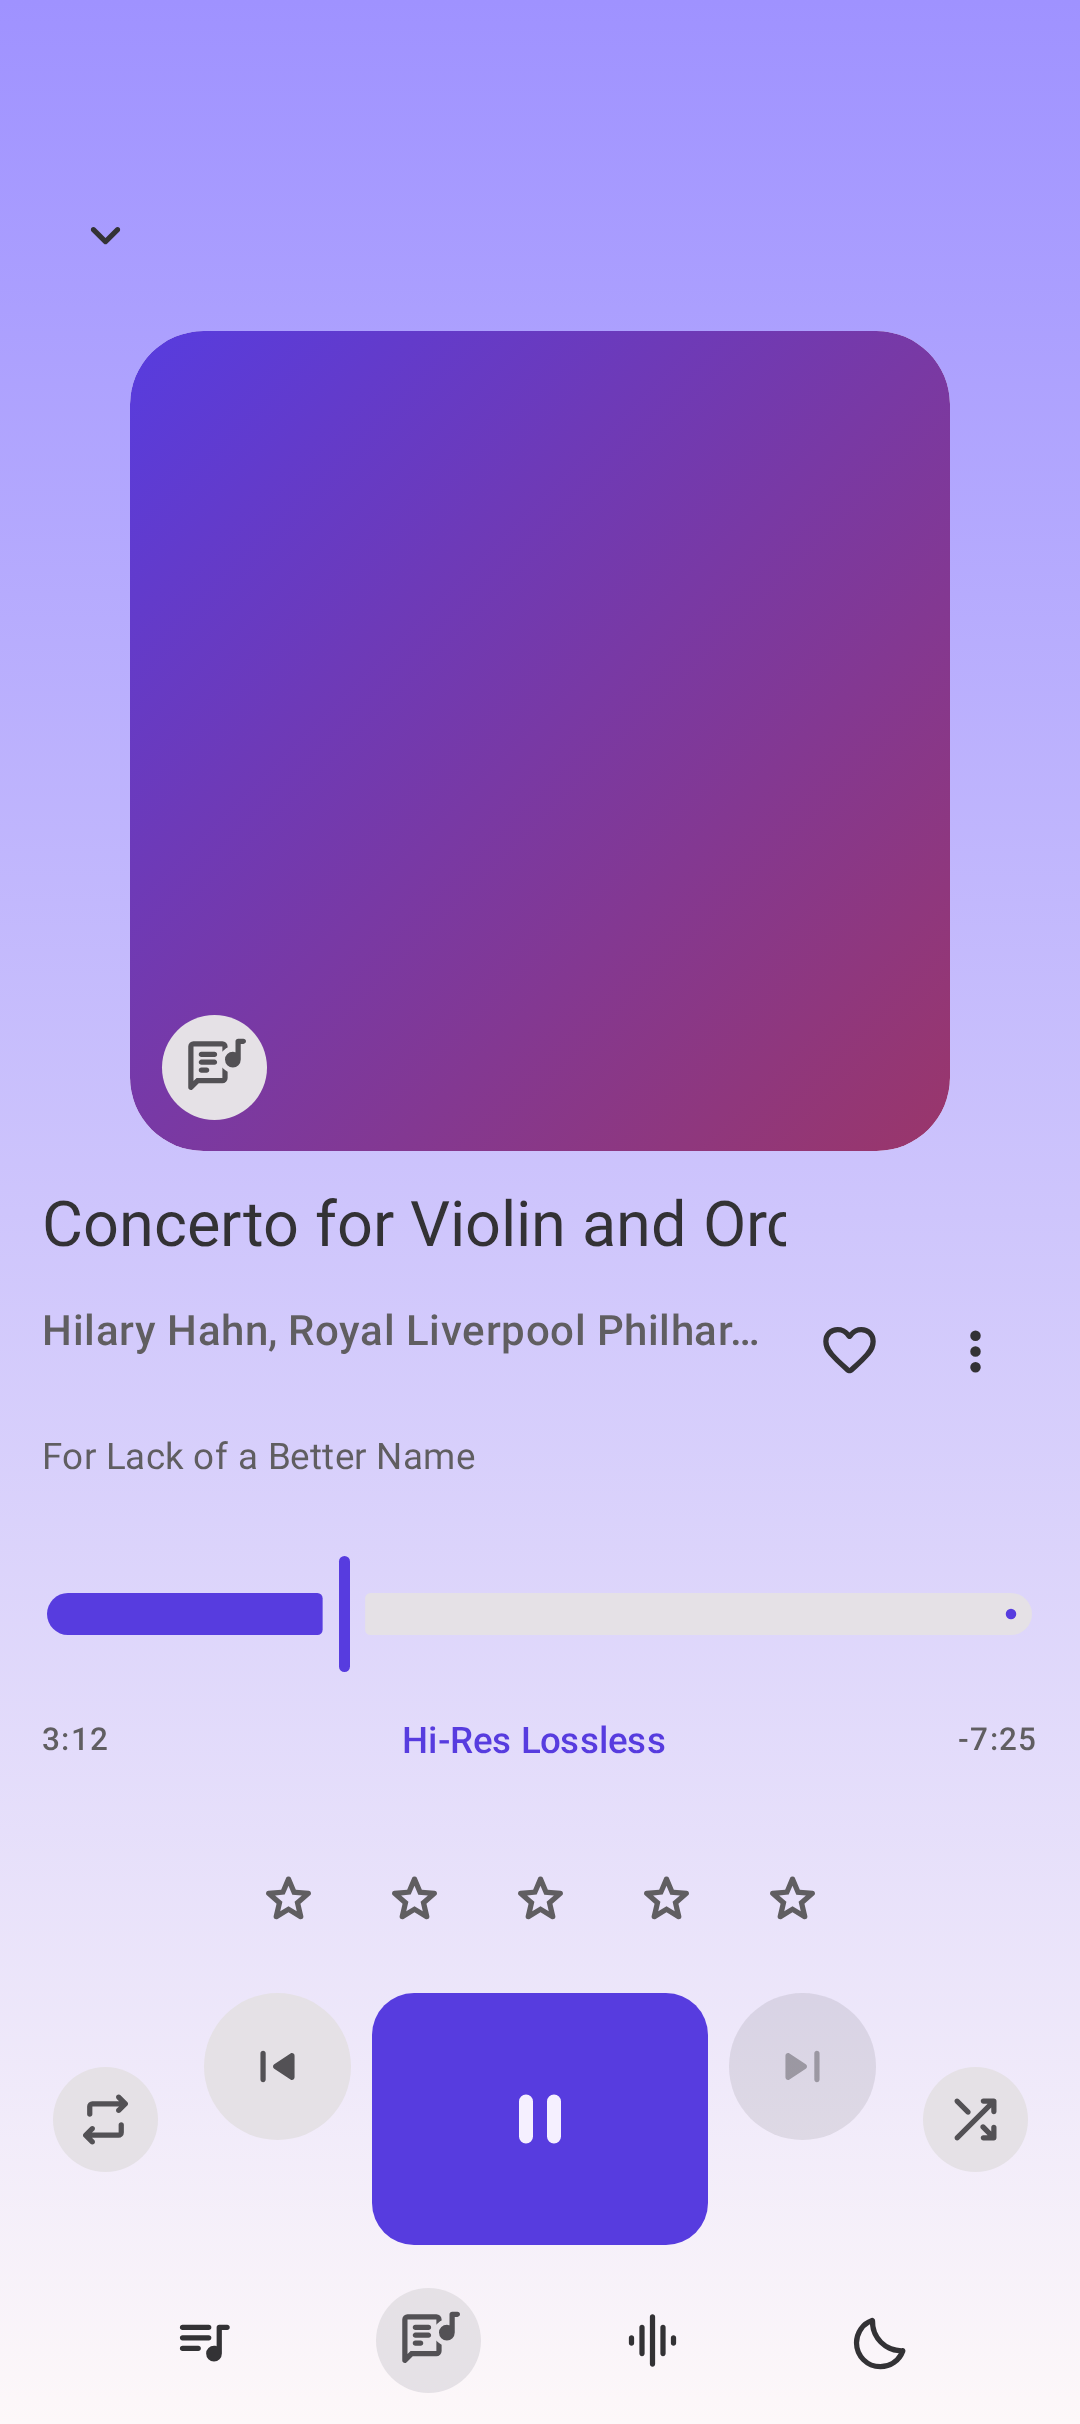 Concerto for Violin and Orc
Hilary Hahn, Royal Liverpool Philhar…
For Lack of a Better Name
3:12
Hi-Res Lossless
-7:25